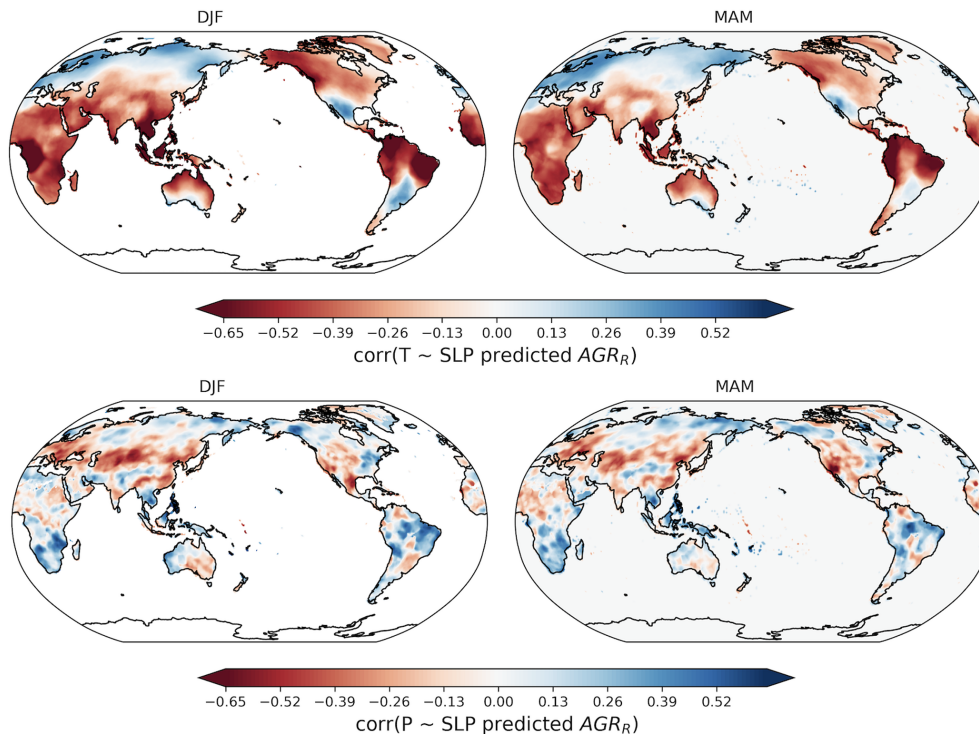 DJF MAM
−0.65 −0.52 −0.39 −0.26 −0.13 0.00 0.13 0.26 0.39 0.52
corr(T ~ SLP predicted AGR_R)
DJF MAM
−0.65 −0.52 −0.39 −0.26 −0.13 0.00 0.13 0.26 0.39 0.52
corr(P ~ SLP predicted AGR_R)